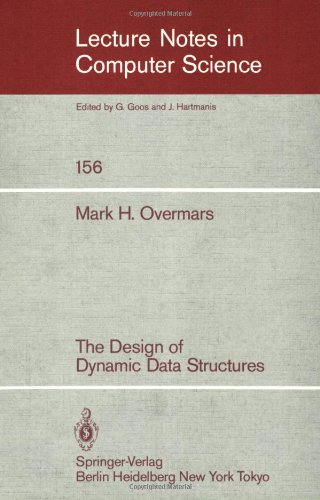 Lecture Notes in
Computer Science
Edited by G. Goos and J. Hartmanis
156
Mark H. Overmars
The Design of
Dynamic Data Structures
Springer-Verlag
Berlin Heidelberg New York Tokyo